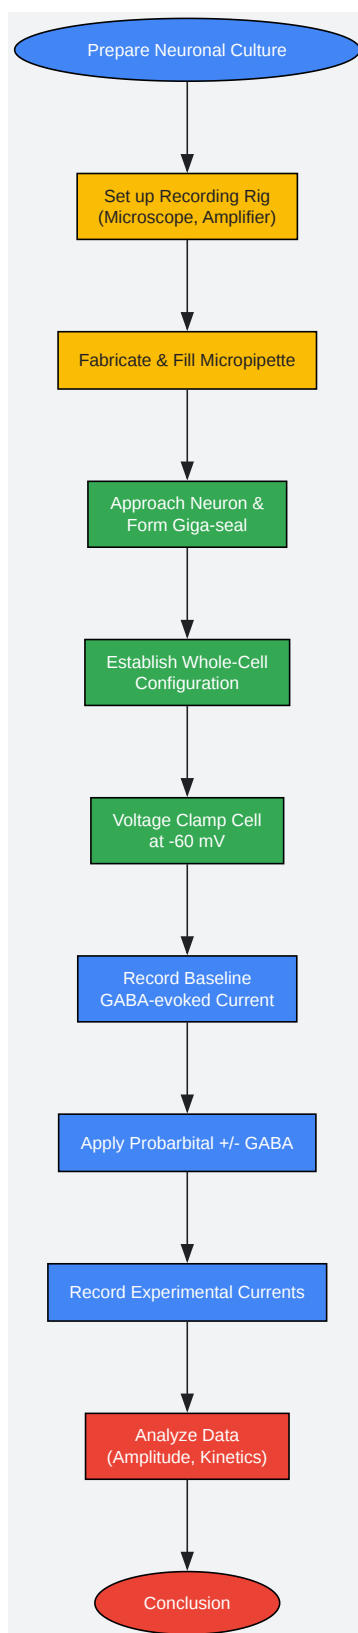 Prepare Neuronal Culture
Set up Recording Rig
(Microscope, Amplifier)
Fabricate & Fill Micropipette
Approach Neuron &
Form Giga-seal
Establish Whole-Cell
Configuration
Voltage Clamp Cell
at -60 mV
Record Baseline
GABA-evoked Current
Apply Probarbital +/- GABA
Record Experimental Currents
Analyze Data
(Amplitude, Kinetics)
Conclusion